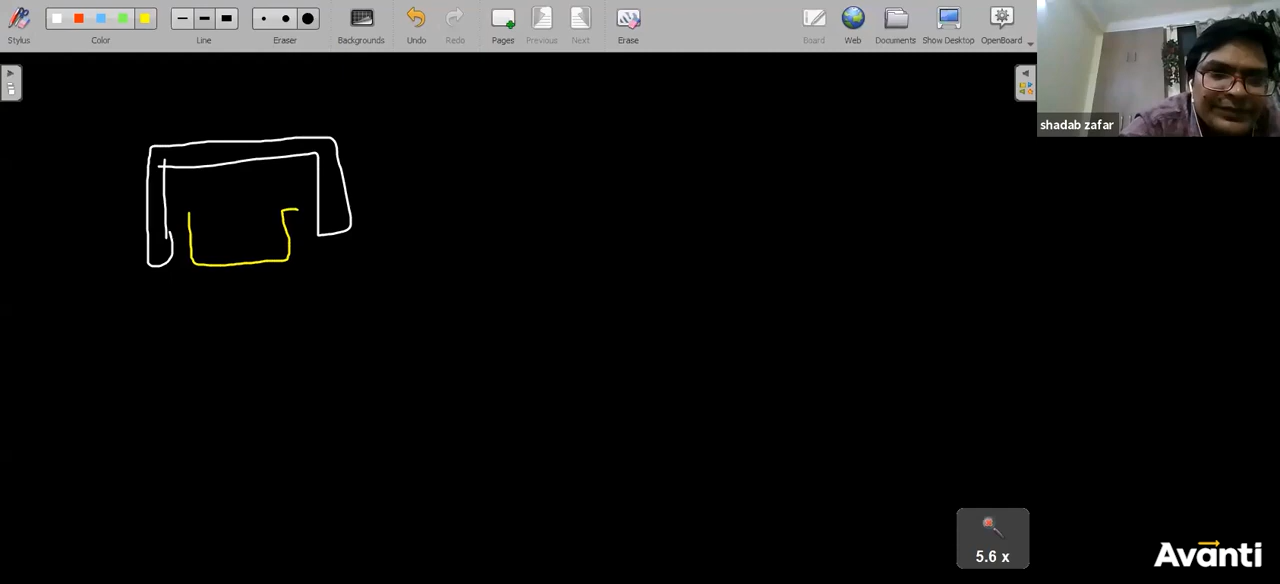 Stylus
Color
Line
Eraser
Backgrounds
Undo
Redo
Pages
Previous
Next
Erase
Board
Web
Documents
Show Desktop
OpenBoard
shadab zafar
5.6 x
Avanti